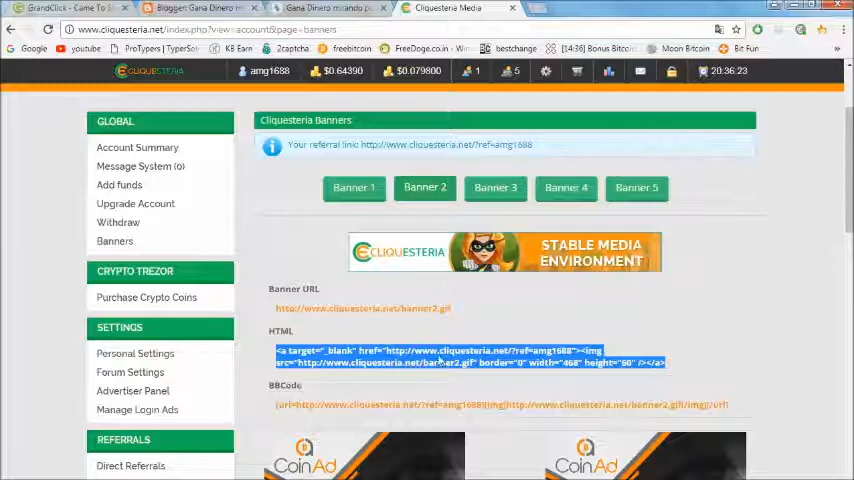 GrandClick - Came To S
Blogger: Gana Dinero m
Gana Dinero mirando pu
Cliquesteria Media
www.cliquesteria.net/index.php?view=account&page=banners
Google youtube ProTypers | TyperSo KB Earn 2captcha freebitcoin FreeDoge.co.in bestchange [14:36] Bonus Bitcoin Moon Bitcoin Bit Fun
CLIQUESTERIA amg1688 $0.64390 $0.079800 1 5 20:36:23
GLOBAL
Account Summary
Message System (0)
Add funds
Upgrade Account
Withdraw
Banners
CRYPTO TREZOR
Purchase Crypto Coins
SETTINGS
Personal Settings
Forum Settings
Advertiser Panel
Manage Login Ads
REFERRALS
Direct Referrals
Cliquesteria Banners
Your referral link: http://www.cliquesteria.net/?ref=amg1688
Banner 1 Banner 2 Banner 3 Banner 4 Banner 5
CLIQUESTERIA
STABLE MEDIA
ENVIRONMENT
Banner URL
http://www.cliquesteria.net/banner2.gif
HTML
<a target="_blank" href="http://www.cliquesteria.net/?ref=amg1688"><img
src="http://www.cliquesteria.net/banner2.gif" border="0" width="468" height="60" /></a>
BBCode
[url=http://www.cliquesteria.net/?ref=amg1688][img]http://www.cliquesteria.net/banner2.gif[/img][/url]
CoinAd
CoinAd